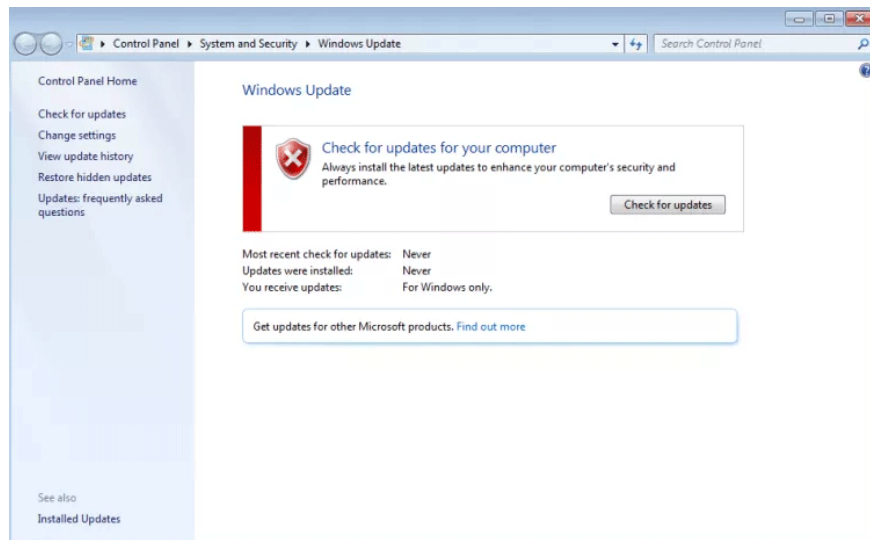 Control Panel ▸ System and Security ▸ Windows Update
Search Control Panel
Control Panel Home
Check for updates
Change settings
View update history
Restore hidden updates
Updates: frequently asked
questions
See also
Installed Updates
Windows Update
Check for updates for your computer
Always install the latest updates to enhance your computer's security and
performance.
Check for updates
Most recent check for updates: Never
Updates were installed: Never
You receive updates: For Windows only.
Get updates for other Microsoft products. Find out more